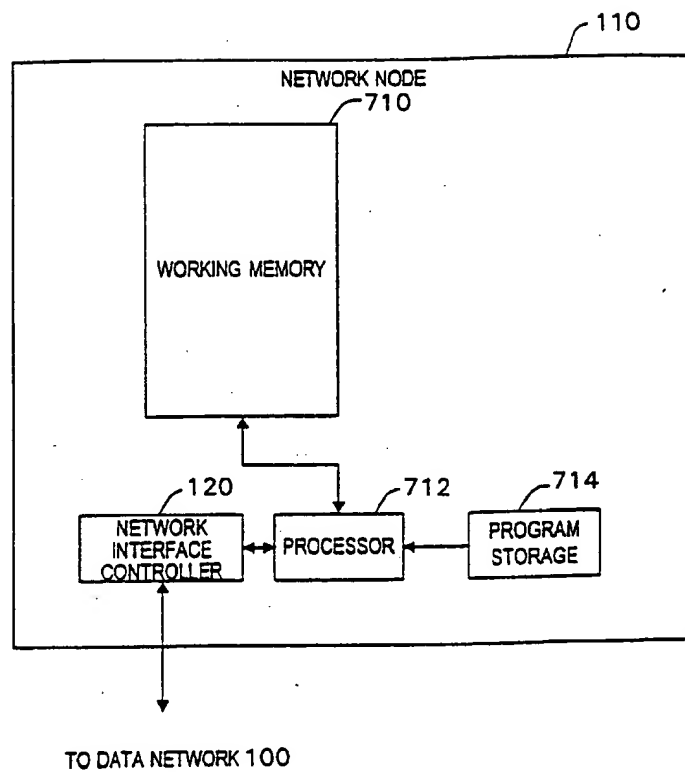 110
NETWORK NODE
710
WORKING MEMORY
120
712
714
NETWORK
INTERFACE
CONTROLLER
PROCESSOR
PROGRAM
STORAGE
TO DATA NETWORK 100